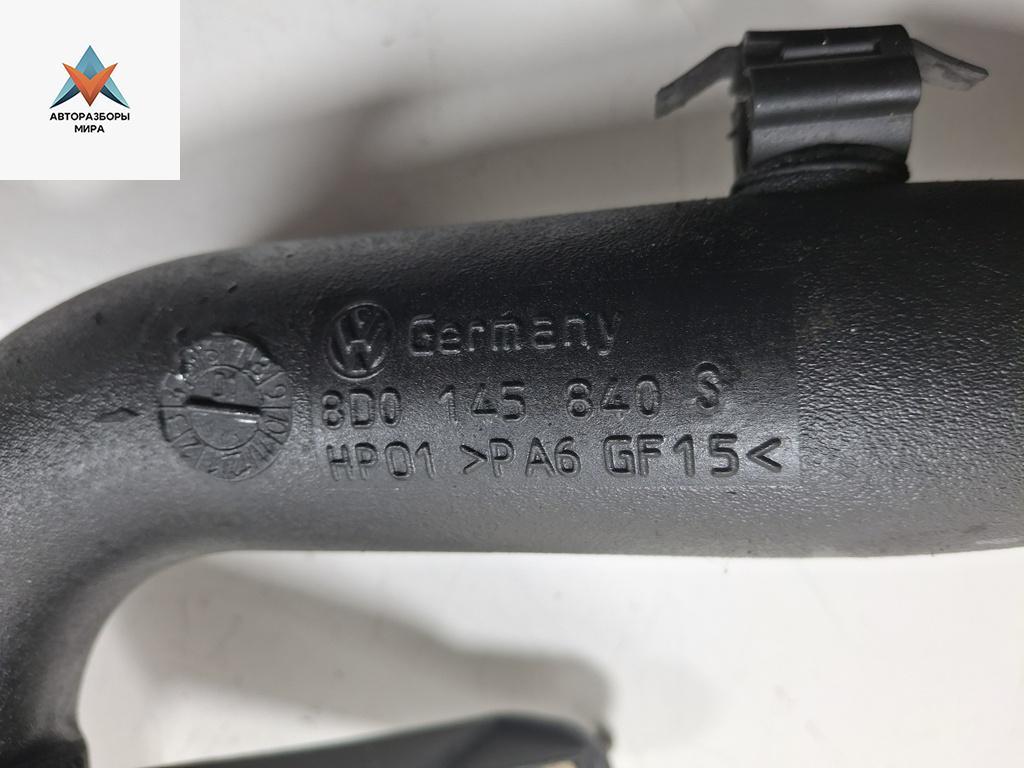 АВТОРАЗБОРЫ
МИРА
Germany
8D0 145 840 S
HP01 >PA6 GF15<